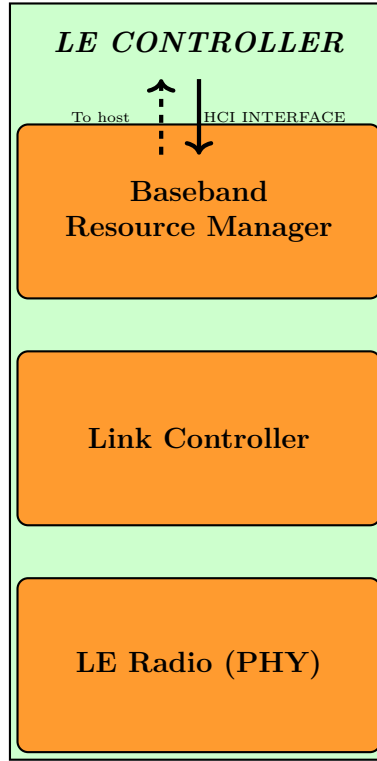 LE CONTROLLER
To host
HCI INTERFACE
Baseband
Resource Manager
Link Controller
LE Radio (PHY)